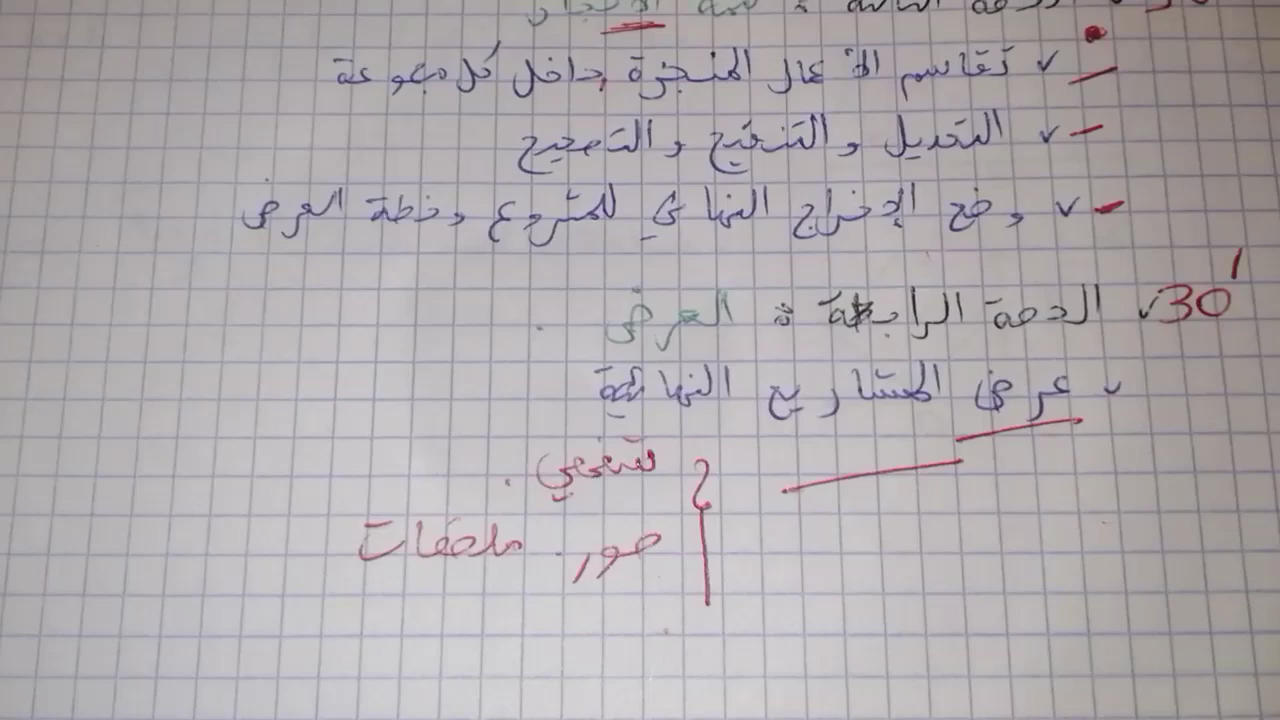 ✓ تقاسم الأعمال المنجزة داخل كل مجموعة
✓ التعديل والتنقيح والتصحيح
✓ وضع الإخراج النهائي للمشروع وخطة العرض
30' ✓ الحصة الرابعة : العرض
✓ عرض المشاريع النهائية
شفهي
صور. ملصقات